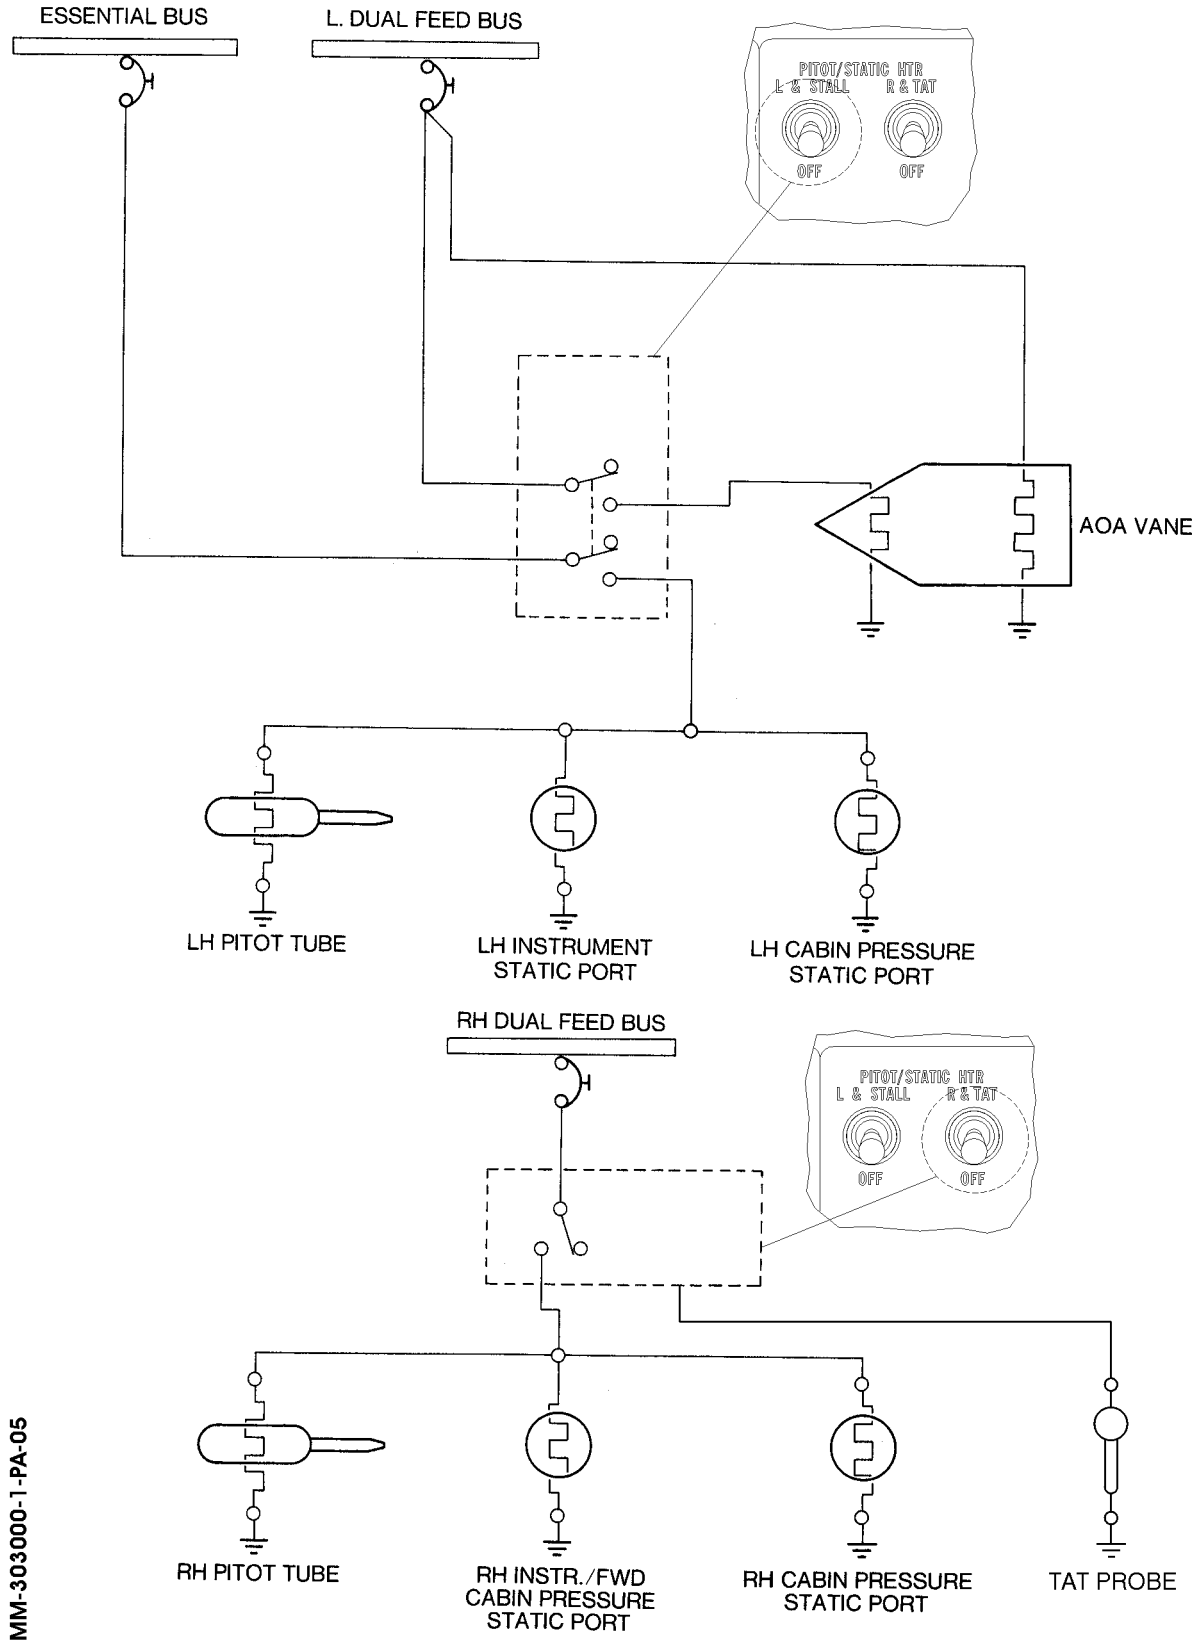 ESSENTIAL BUS
L. DUAL FEED BUS
PITOT/STATIC HTR
L & STALL
R & TAT
OFF
OFF
AOA VANE
LH PITOT TUBE
LH INSTRUMENT
STATIC PORT
LH CABIN PRESSURE
STATIC PORT
RH DUAL FEED BUS
PITOT/STATIC HTR
L & STALL
R & TAT
OFF
OFF
RH PITOT TUBE
RH INSTR./FWD
CABIN PRESSURE
STATIC PORT
RH CABIN PRESSURE
STATIC PORT
TAT PROBE
MM-303000-1-PA-05